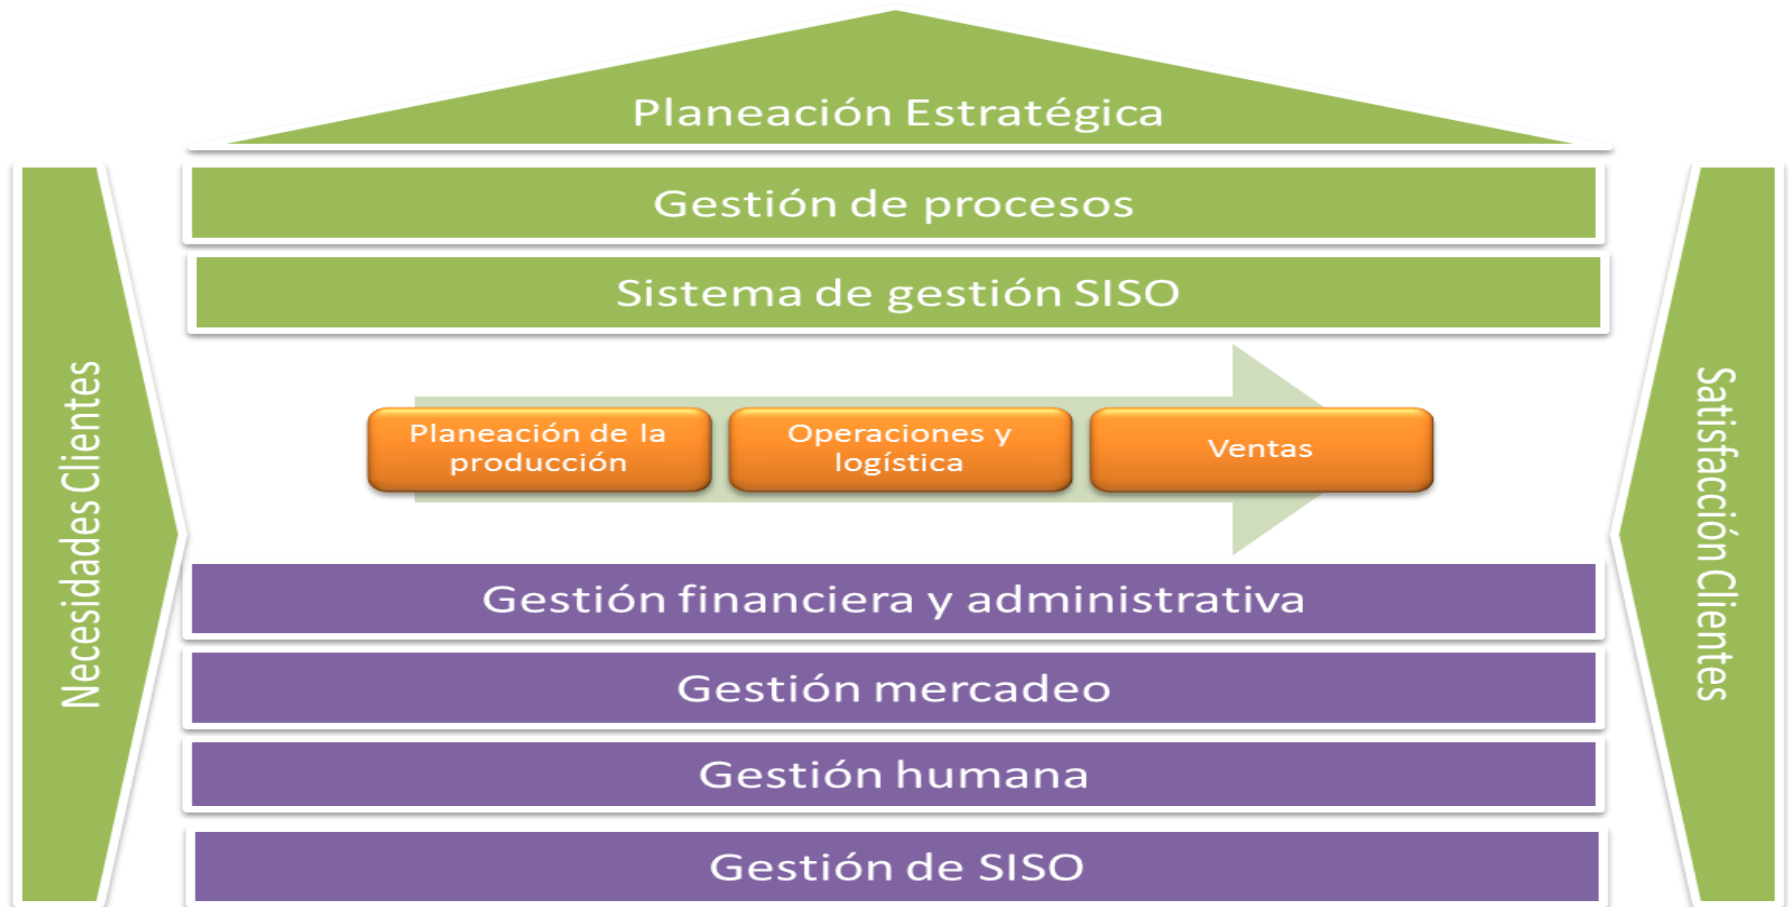 Planeación Estratégica
Gestión de procesos
Sistema de gestión SISO
Necesidades Clientes
Planeación de la
producción
Operaciones y
logística
Ventas
Satisfacción Clientes
Gestión financiera y administrativa
Gestión mercadeo
Gestión humana
Gestión de SISO